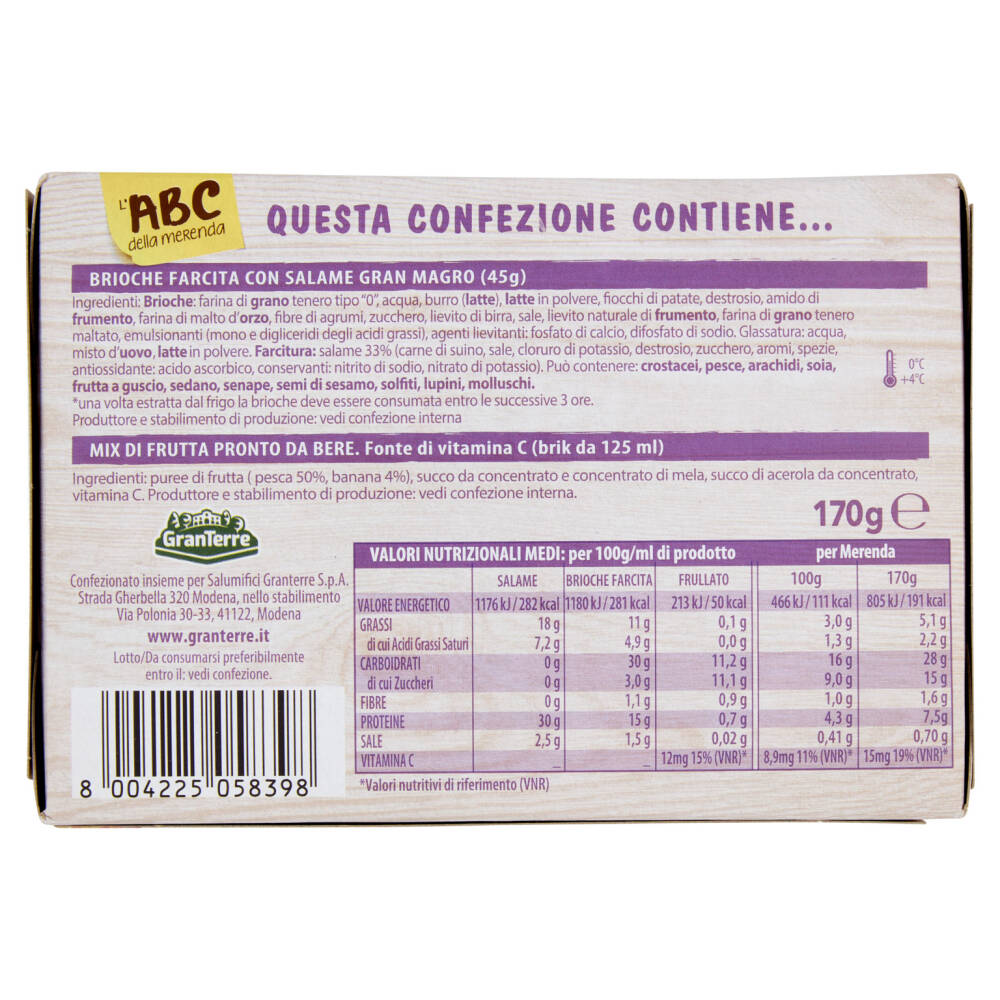 L'ABC
della merenda
QUESTA CONFEZIONE CONTIENE...
BRIOCHE FARCITA CON SALAME GRAN MAGRO (45g)
Ingredienti: Brioche: farina di grano tenero tipo "0", acqua, burro (latte), latte in polvere, fiocchi di patate, destrosio, amido di
frumento, farina di malto d'orzo, fibre di agrumi, zucchero, lievito di birra, sale, lievito naturale di frumento, farina di grano tenero
maltato, emulsionanti (mono e digliceridi degli acidi grassi), agenti lievitanti: fosfato di calcio, difosfato di sodio. Glassatura: acqua,
misto d'uovo, latte in polvere. Farcitura: salame 33% (carne di suino, sale, cloruro di potassio, destrosio, zucchero, aromi, spezie,
antiossidante: acido ascorbico, conservanti: nitrito di sodio, nitrato di potassio). Può contenere: crostacei, pesce, arachidi, soia,
frutta a guscio, sedano, senape, semi di sesamo, solfiti, lupini, molluschi.
*una volta estratta dal frigo la brioche deve essere consumata entro le successive 3 ore.
Produttore e stabilimento di produzione: vedi confezione interna
0°C
+4°C
MIX DI FRUTTA PRONTO DA BERE. Fonte di vitamina C (brik da 125 ml)
Ingredienti: puree di frutta ( pesca 50%, banana 4%), succo da concentrato e concentrato di mela, succo di acerola da concentrato,
vitamina C. Produttore e stabilimento di produzione: vedi confezione interna.
170g e
GranTerre
Confezionato insieme per Salumifici Granterre S.p.A.
Strada Gherbella 320 Modena, nello stabilimento
Via Polonia 30-33, 41122, Modena
www.granterre.it
Lotto/Da consumarsi preferibilmente
entro il: vedi confezione.
8 004225 058398
VALORI NUTRIZIONALI MEDI: per 100g/ml di prodotto per Merenda
SALAME BRIOCHE FARCITA FRULLATO 100g 170g
VALORE ENERGETICO 1176 kJ / 282 kcal 1180 kJ / 281 kcal 213 kJ / 50 kcal 466 kJ / 111 kcal 805 kJ / 191 kcal
GRASSI 18 g 11 g 0,1 g 3,0 g 5,1 g
di cui Acidi Grassi Saturi 7,2 g 4,9 g 0,0 g 1,3 g 2,2 g
CARBOIDRATI 0 g 30 g 11,2 g 16 g 28 g
di cui Zuccheri 0 g 3,0 g 11,1 g 9,0 g 15 g
FIBRE 0 g 1,1 g 0,9 g 1,0 g 1,6 g
PROTEINE 30 g 15 g 0,7 g 4,3 g 7,5g
SALE 2,5 g 1,5 g 0,02 g 0,41 g 0,70 g
VITAMINA C _ _ 12mg 15% (VNR)* 8,9mg 11% (VNR)* 15mg 19% (VNR)*
*Valori nutritivi di riferimento (VNR)